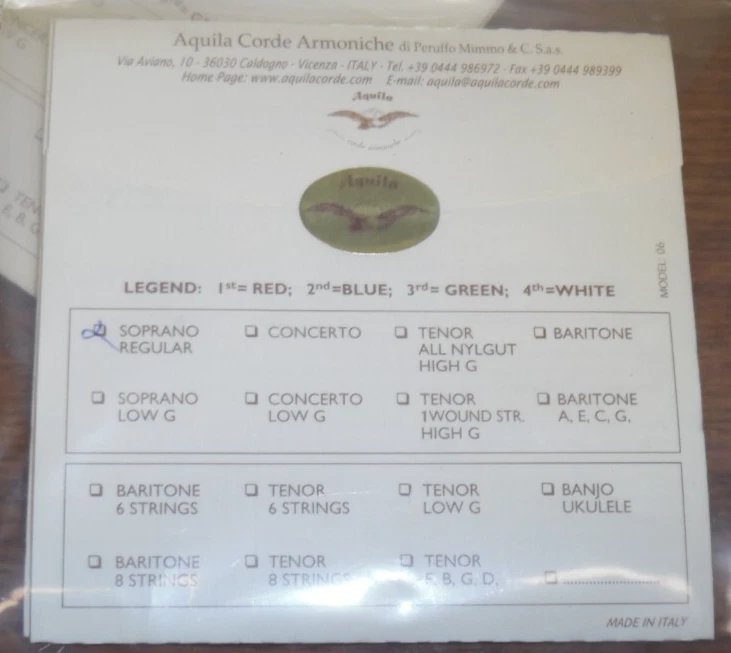 Aquila Corde Armoniche di Peruffo Mimmo & C. S.a.s.
Via Aviano, 10 - 36030 Caldogno - Vicenza - ITALY - Tel. +39 0444 986972 - Fax +39 0444 989399
Home Page: www.aquilacorde.com E-mail: aquila@aquilacorde.com
Aquila
corde armoniche
Aquila
MODEL: 06
LEGEND: 1st= RED; 2nd=BLUE; 3rd= GREEN; 4th=WHITE
SOPRANO REGULAR
CONCERTO
TENOR ALL NYLGUT HIGH G
BARITONE
SOPRANO LOW G
CONCERTO LOW G
TENOR 1WOUND STR. HIGH G
BARITONE A, E, C, G,
BARITONE 6 STRINGS
TENOR 6 STRINGS
TENOR LOW G
BANJO UKULELE
BARITONE 8 STRINGS
TENOR 8 STRINGS
TENOR E, B, G, D,
........................
MADE IN ITALY